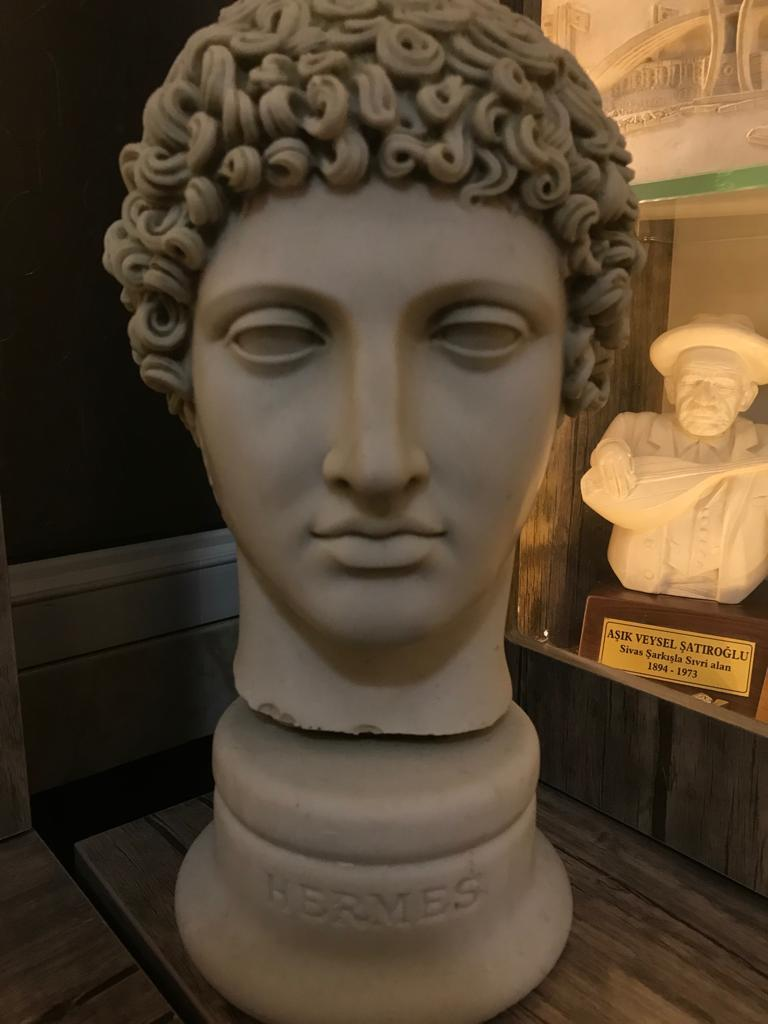 HERMES
AŞIK VEYSEL ŞATIROĞLU
Sivas Şarkışla Sıvri alan
1894 - 1973